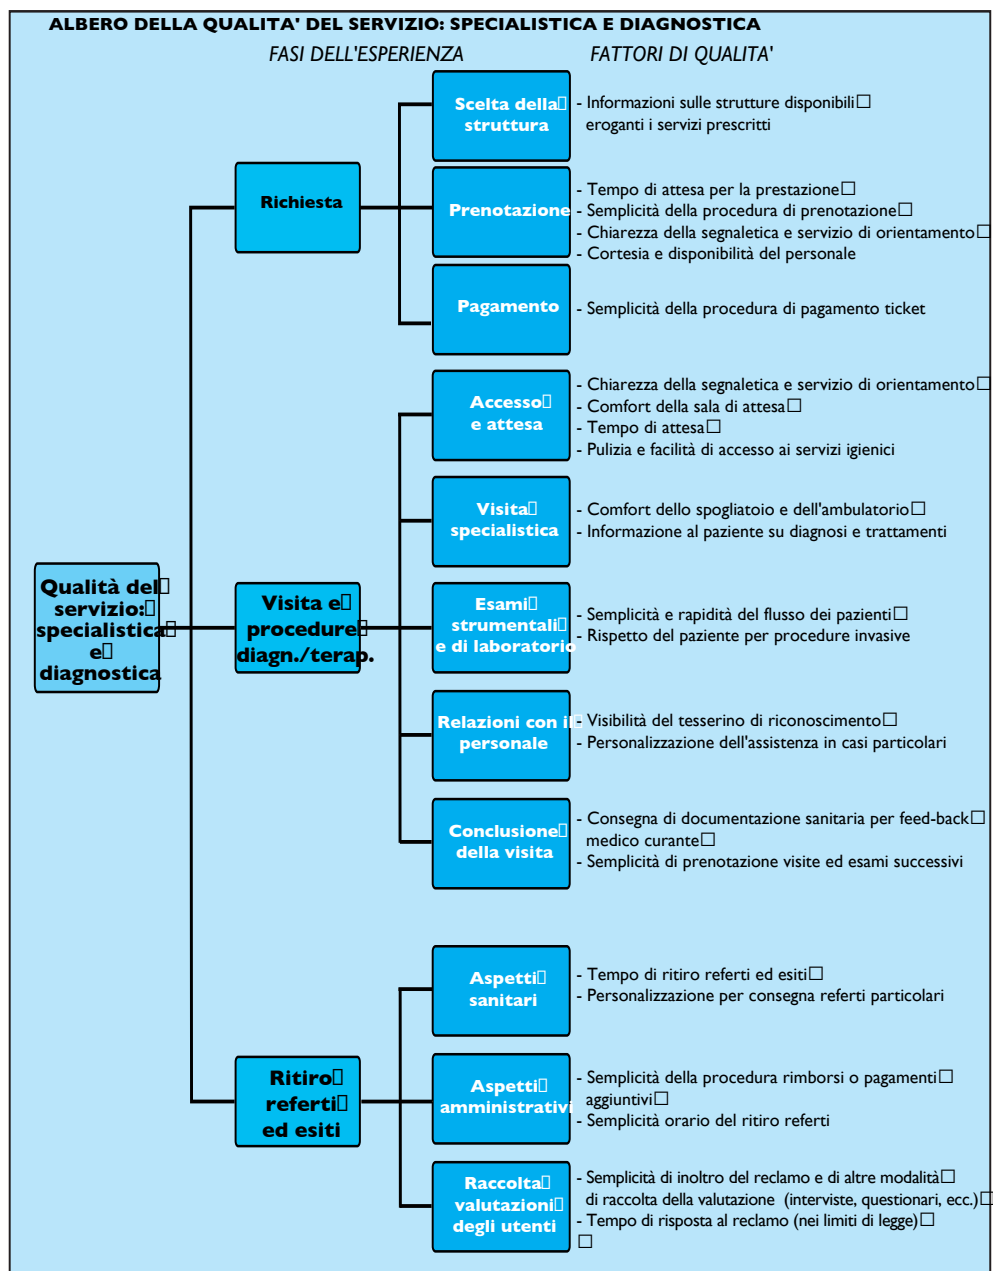 ALBERO DELLA QUALITA' DEL SERVIZIO: SPECIALISTICA E DIAGNOSTICA
FASI DELL'ESPERIENZA
FATTORI DI QUALITA'
Scelta della
struttura
- Informazioni sulle strutture disponibili
eroganti i servizi prescritti
Richiesta
Prenotazione
- Tempo di attesa per la prestazione
- Semplicità della procedura di prenotazione
- Chiarezza della segnaletica e servizio di orientamento
- Cortesia e disponibilità del personale
Pagamento
- Semplicità della procedura di pagamento ticket
Accesso
e attesa
- Chiarezza della segnaletica e servizio di orientamento
- Comfort della sala di attesa
- Tempo di attesa
- Pulizia e facilità di accesso ai servizi igienici
Visita
specialistica
- Comfort dello spogliatoio e dell'ambulatorio
- Informazione al paziente su diagnosi e trattamenti
Qualità del
servizio:
specialistica
e
diagnostica
Visita e
procedure
diagn./terap.
Esami
strumentali
e di laboratorio
- Semplicità e rapidità del flusso dei pazienti
- Rispetto del paziente per procedure invasive
Relazioni con il
personale
- Visibilità del tesserino di riconoscimento
- Personalizzazione dell'assistenza in casi particolari
Conclusione
della visita
- Consegna di documentazione sanitaria per feed-back
medico curante
- Semplicità di prenotazione visite ed esami successivi
Aspetti
sanitari
- Tempo di ritiro referti ed esiti
- Personalizzazione per consegna referti particolari
Ritiro
referti
ed esiti
Aspetti
amministrativi
- Semplicità della procedura rimborsi o pagamenti
aggiuntivi
- Semplicità orario del ritiro referti
Raccolta
valutazioni
degli utenti
- Semplicità di inoltro del reclamo e di altre modalità
di raccolta della valutazione (interviste, questionari, ecc.)
- Tempo di risposta al reclamo (nei limiti di legge)